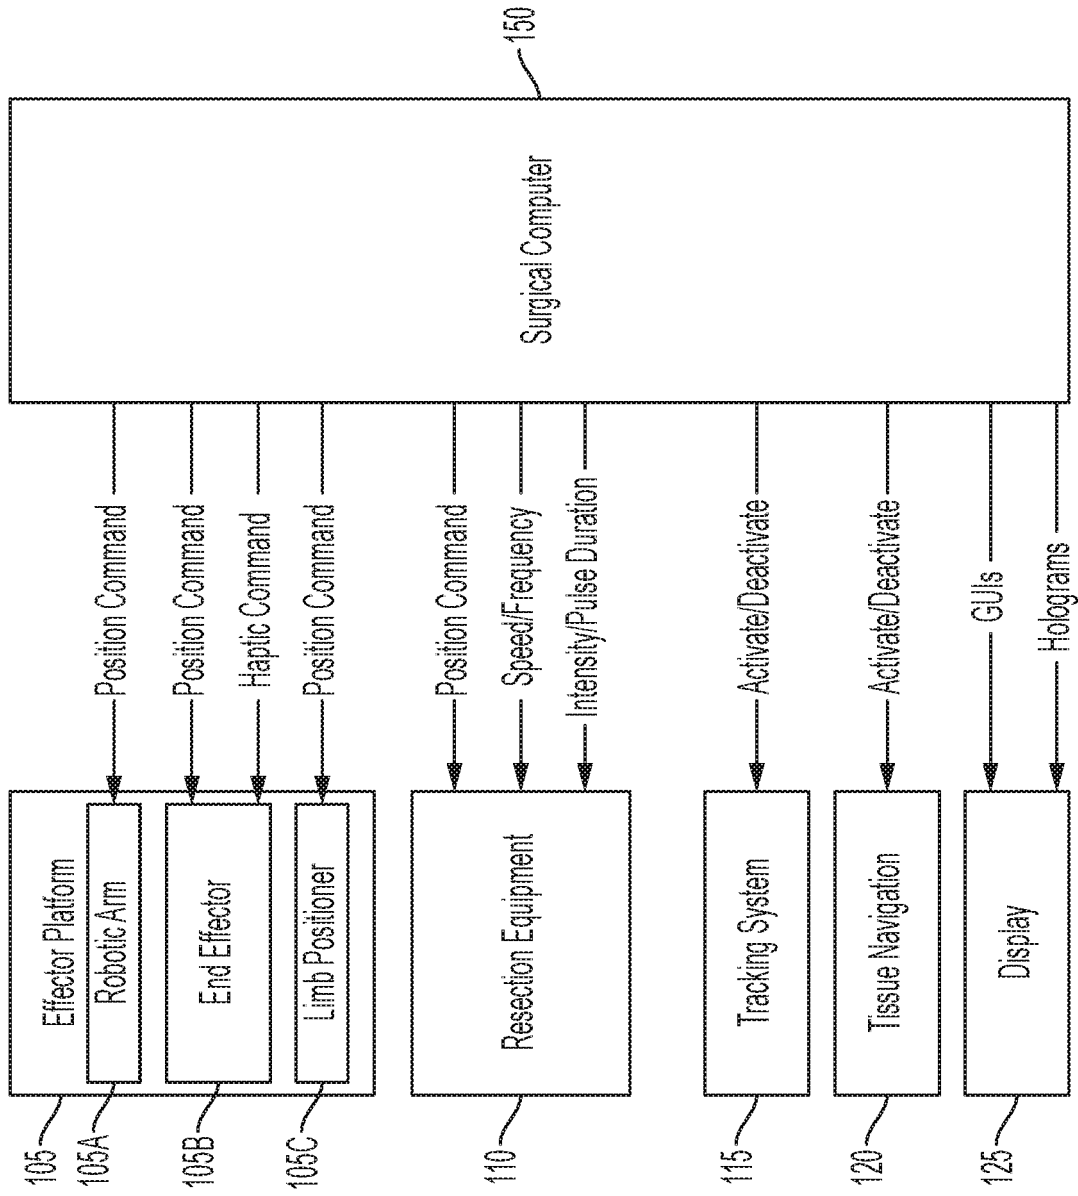 150
Surgical Computer
Position Command
Position Command
Haptic Command
Position Command
Position Command
Speed/Frequency
Intensity/Pulse Duration
Activate/Deactivate
Activate/Deactivate
GUIs
Holograms
Effector Platform
Robotic Arm
End Effector
Limb Positioner
Resection Equipment
Tracking System
Tissue Navigation
Display
105
105A
105B
105C
110
115
120
125